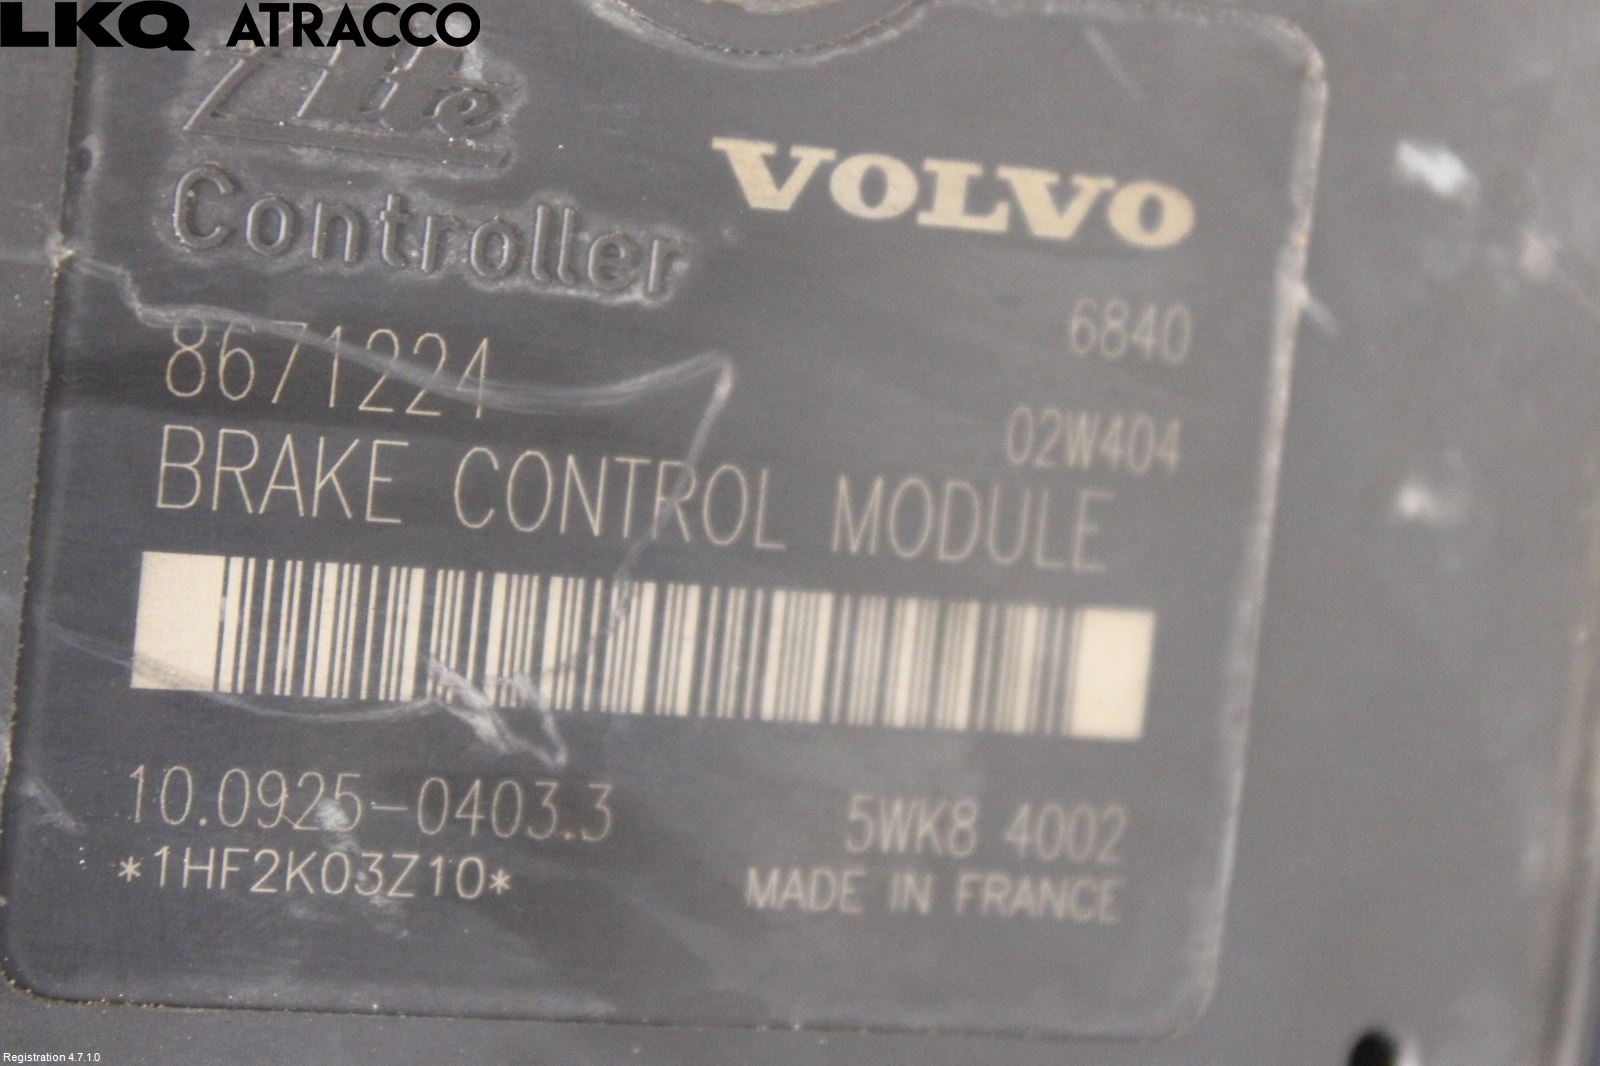 LKQ ATRACCO
Ate
Controller
VOLVO
6840
8671224
02W404
BRAKE CONTROL MODULE
10.0925-0403.3
5WK8 4002
*1HF2K03Z10*
MADE IN FRANCE
Registration 4.7.1.0